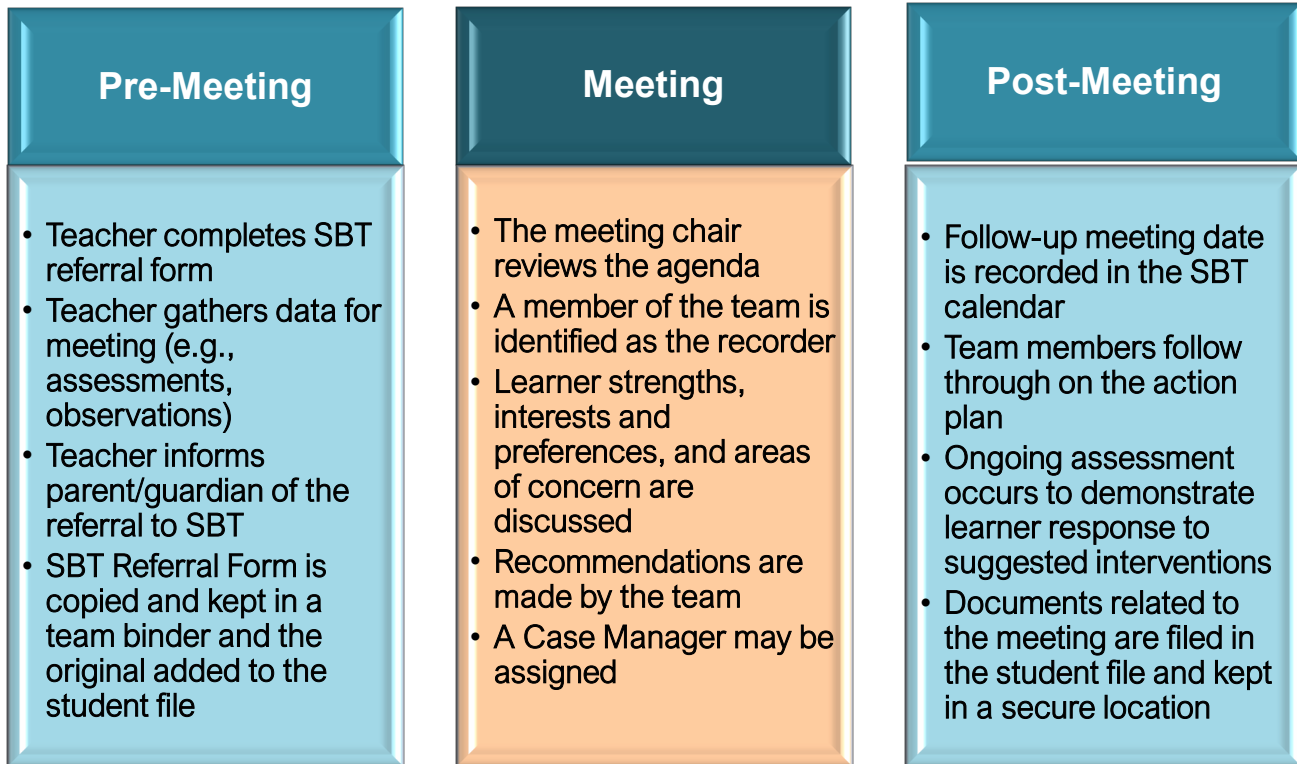 Pre-Meeting
• Teacher completes SBT
referral form
• Teacher gathers data for
meeting (e.g.,
assessments,
observations)
• Teacher informs
parent/guardian of the
referral to SBT
• SBT Referral Form is
copied and kept in a
team binder and the
original added to the
student file
Meeting
• The meeting chair
reviews the agenda
• A member of the team is
identified as the recorder
• Learner strengths,
interests and
preferences, and areas
of concern are
discussed
• Recommendations are
made by the team
• A Case Manager may be
assigned
Post-Meeting
• Follow-up meeting date
is recorded in the SBT
calendar
• Team members follow
through on the action
plan
• Ongoing assessment
occurs to demonstrate
learner response to
suggested interventions
• Documents related to
the meeting are filed in
the student file and kept
in a secure location